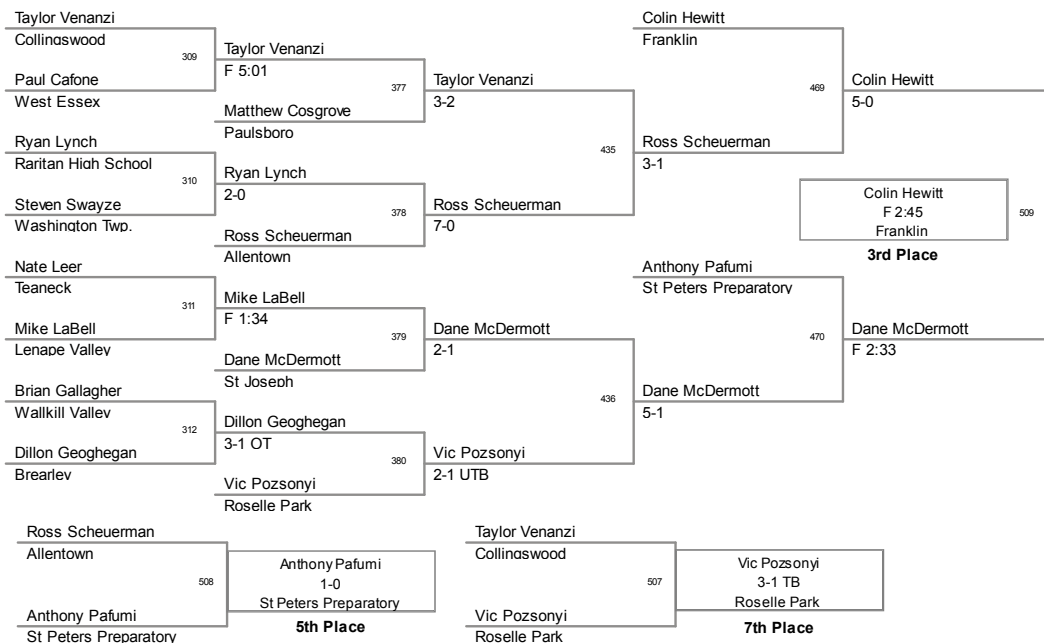 Taylor Venanzi
Collingswood
309
Paul Cafone
West Essex
Ryan Lynch
Raritan High School
310
Steven Swayze
Washington Twp.
Nate Leer
Teaneck
311
Mike LaBell
Lenape Valley
Brian Gallagher
Wallkill Valley
312
Dillon Geoghegan
Brearley
Taylor Venanzi
F 5:01
377
Matthew Cosgrove
Paulsboro
Ryan Lynch
2-0
378
Ross Scheuerman
Allentown
Mike LaBell
F 1:34
379
Dane McDermott
St Joseph
Dillon Geoghegan
3-1 OT
380
Vic Pozsonyi
Roselle Park
Taylor Venanzi
3-2
435
Ross Scheuerman
7-0
Dane McDermott
2-1
436
Vic Pozsonyi
2-1 UTB
Colin Hewitt
Franklin
469
Ross Scheuerman
3-1
Anthony Pafumi
St Peters Preparatory
470
Dane McDermott
5-1
Colin Hewitt
5-0
Colin Hewitt
F 2:45
Franklin
509
3rd Place
Dane McDermott
F 2:33
Ross Scheuerman
Allentown
508
Anthony Pafumi
St Peters Preparatory
Anthony Pafumi
1-0
St Peters Preparatory
5th Place
Taylor Venanzi
Collingswood
507
Vic Pozsonyi
Roselle Park
Vic Pozsonyi
3-1 TB
Roselle Park
7th Place